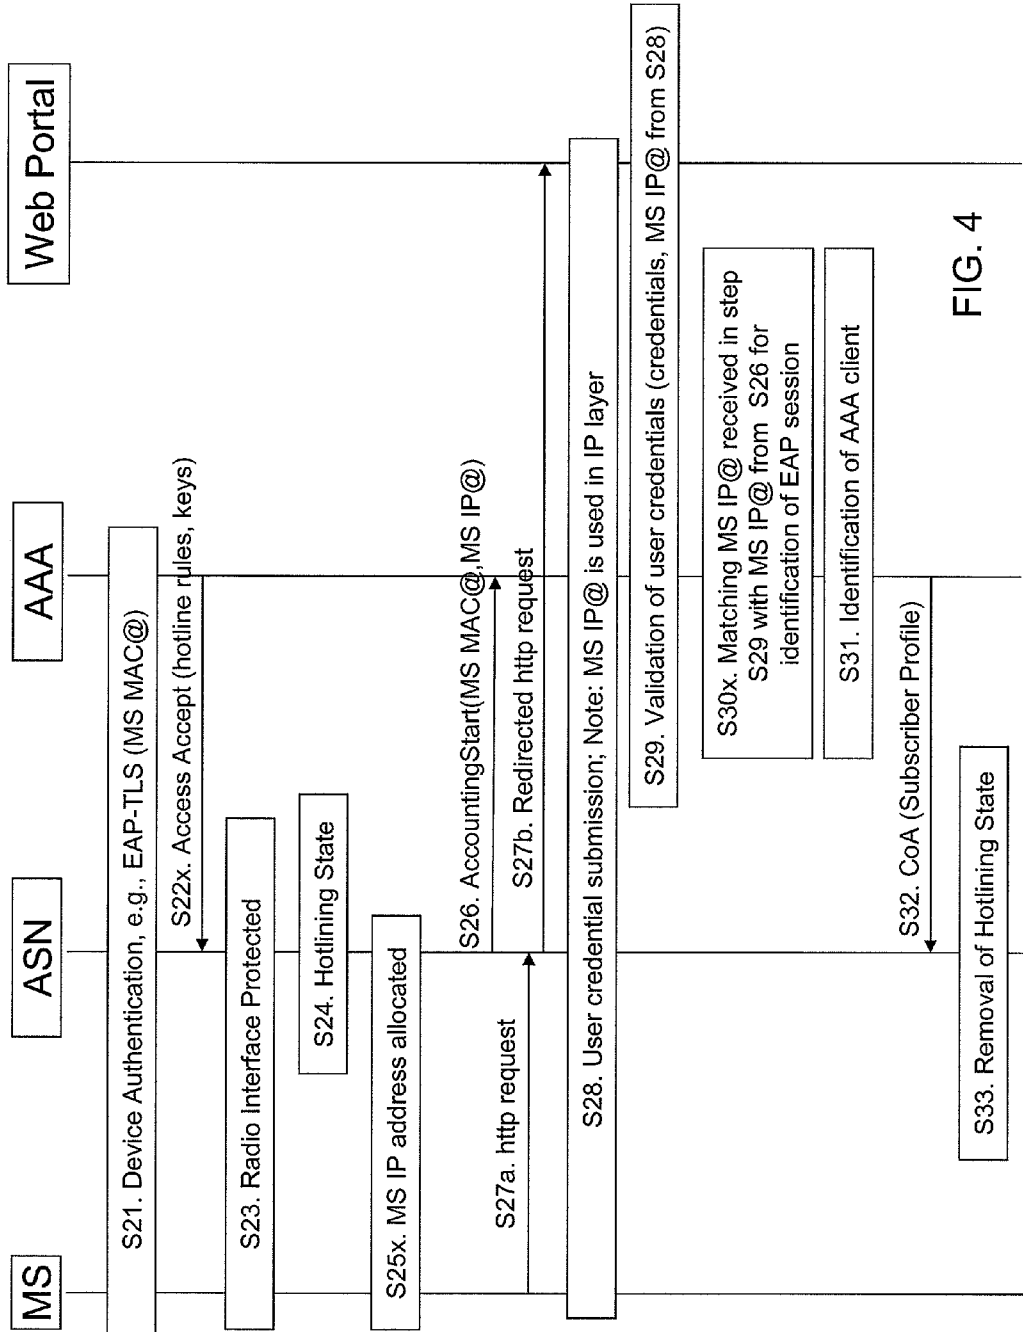 MS
ASN
AAA
Web Portal
S21. Device Authentication, e.g., EAP-TLS (MS MAC@)
S22x. Access Accept (hotline rules, keys)
S23. Radio Interface Protected
S24. Hotlining State
S25x. MS IP address allocated
S26. AccountingStart(MS MAC@,MS IP@)
S27a. http request
S27b. Redirected http request
S28. User credential submission; Note: MS IP@ is used in IP layer
S29. Validation of user credentials (credentials, MS IP@ from S28)
S30x. Matching MS IP@ received in step
S29 with MS IP@ from S26 for
identification of EAP session
S31. Identification of AAA client
S32. CoA (Subscriber Profile)
S33. Removal of Hotlining State
FIG. 4